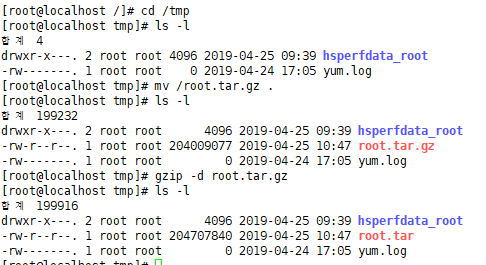 [root@localhost /]# cd /tmp
[root@localhost tmp]# ls -l
합계 4
drwxr-x---. 2 root root 4096 2019-04-25 09:39 hsperfdata_root
-rw-------. 1 root root    0 2019-04-24 17:05 yum.log
[root@localhost tmp]# mv /root.tar.gz .
[root@localhost tmp]# ls -l
합계 199232
drwxr-x---. 2 root root      4096 2019-04-25 09:39 hsperfdata_root
-rw-r--r--. 1 root root 204009077 2019-04-25 10:47 root.tar.gz
-rw-------. 1 root root         0 2019-04-24 17:05 yum.log
[root@localhost tmp]# gzip -d root.tar.gz
[root@localhost tmp]# ls -l
합계 199916
drwxr-x---. 2 root root      4096 2019-04-25 09:39 hsperfdata_root
-rw-r--r--. 1 root root 204707840 2019-04-25 10:47 root.tar
-rw-------. 1 root root         0 2019-04-24 17:05 yum.log
[root@localhost tmp]#